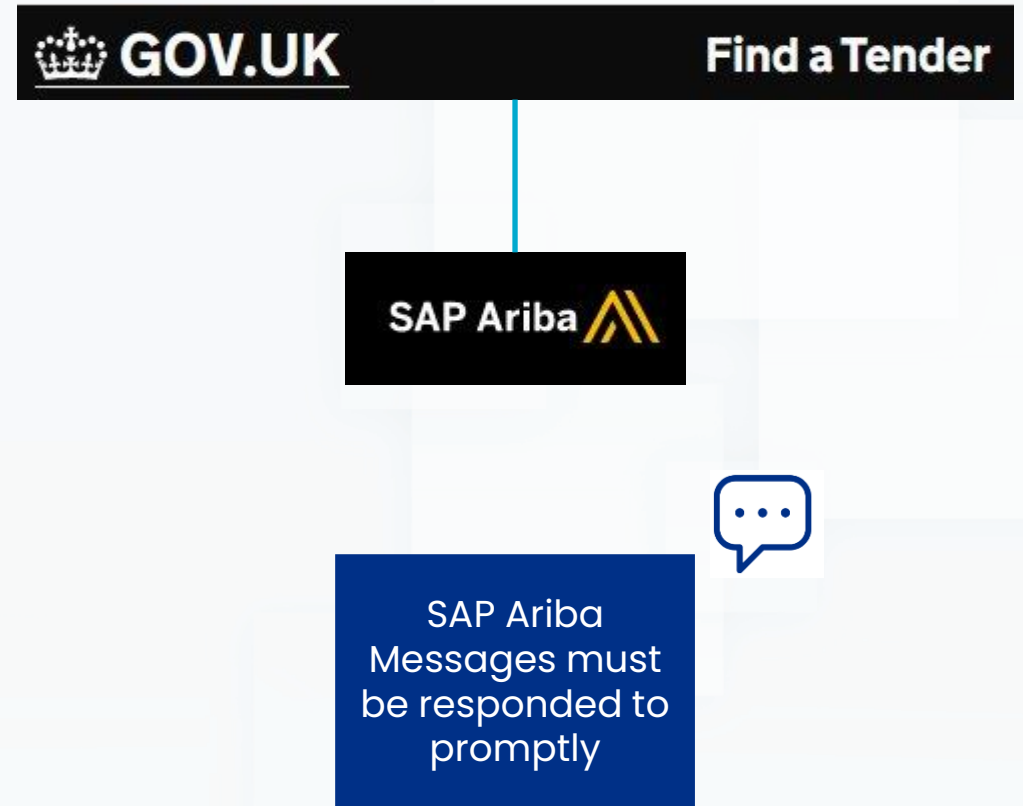 GOV.UK Find a Tender
SAP Ariba
SAP Ariba
Messages must
be responded to
promptly